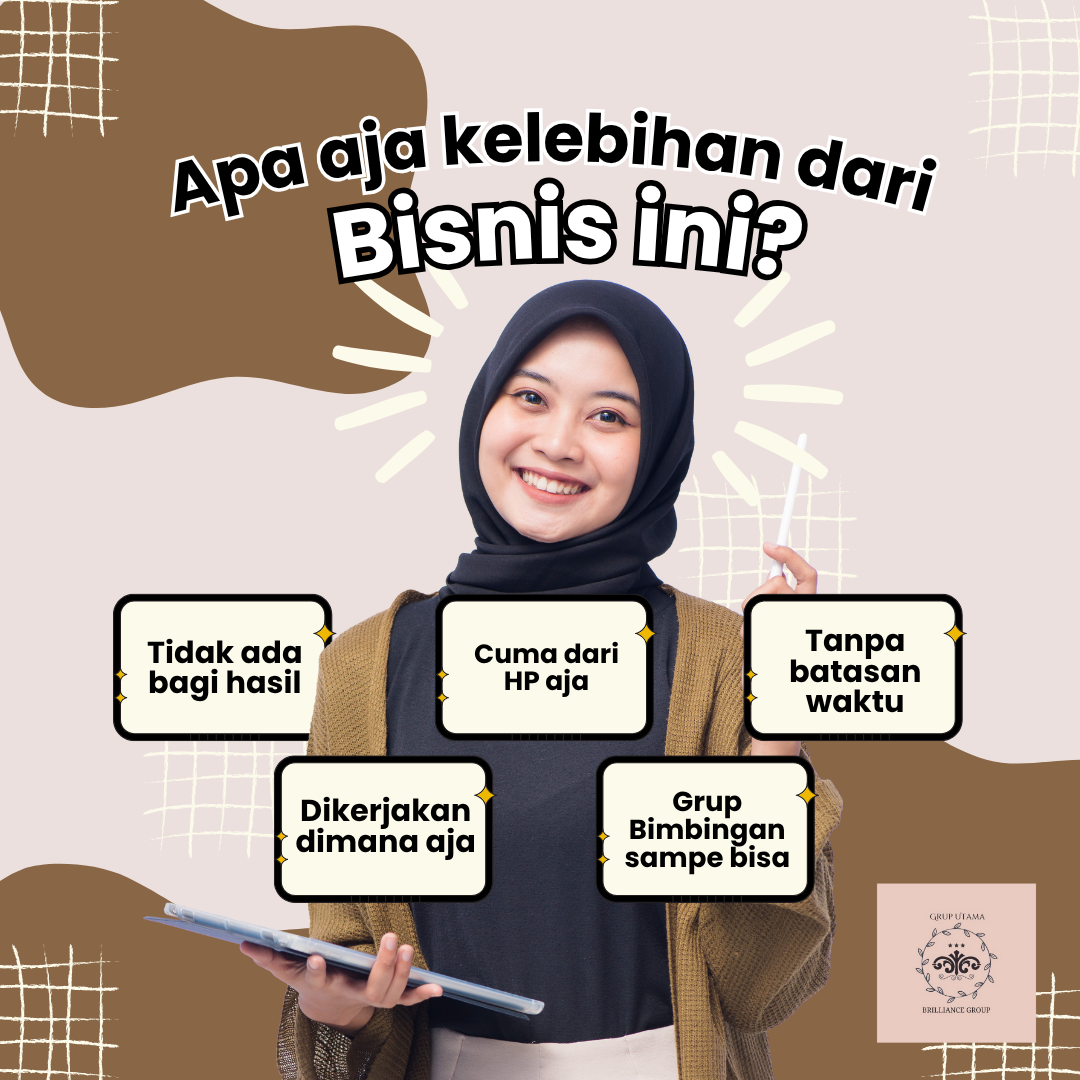 Apa aja kelebihan dari
Bisnis ini?
Tidak ada
bagi hasil
Cuma dari
HP aja
Tanpa
batasan
waktu
Dikerjakan
dimana aja
Grup
Bimbingan
sampe bisa
GRUP UTAMA
BRILLIANCE GROUP